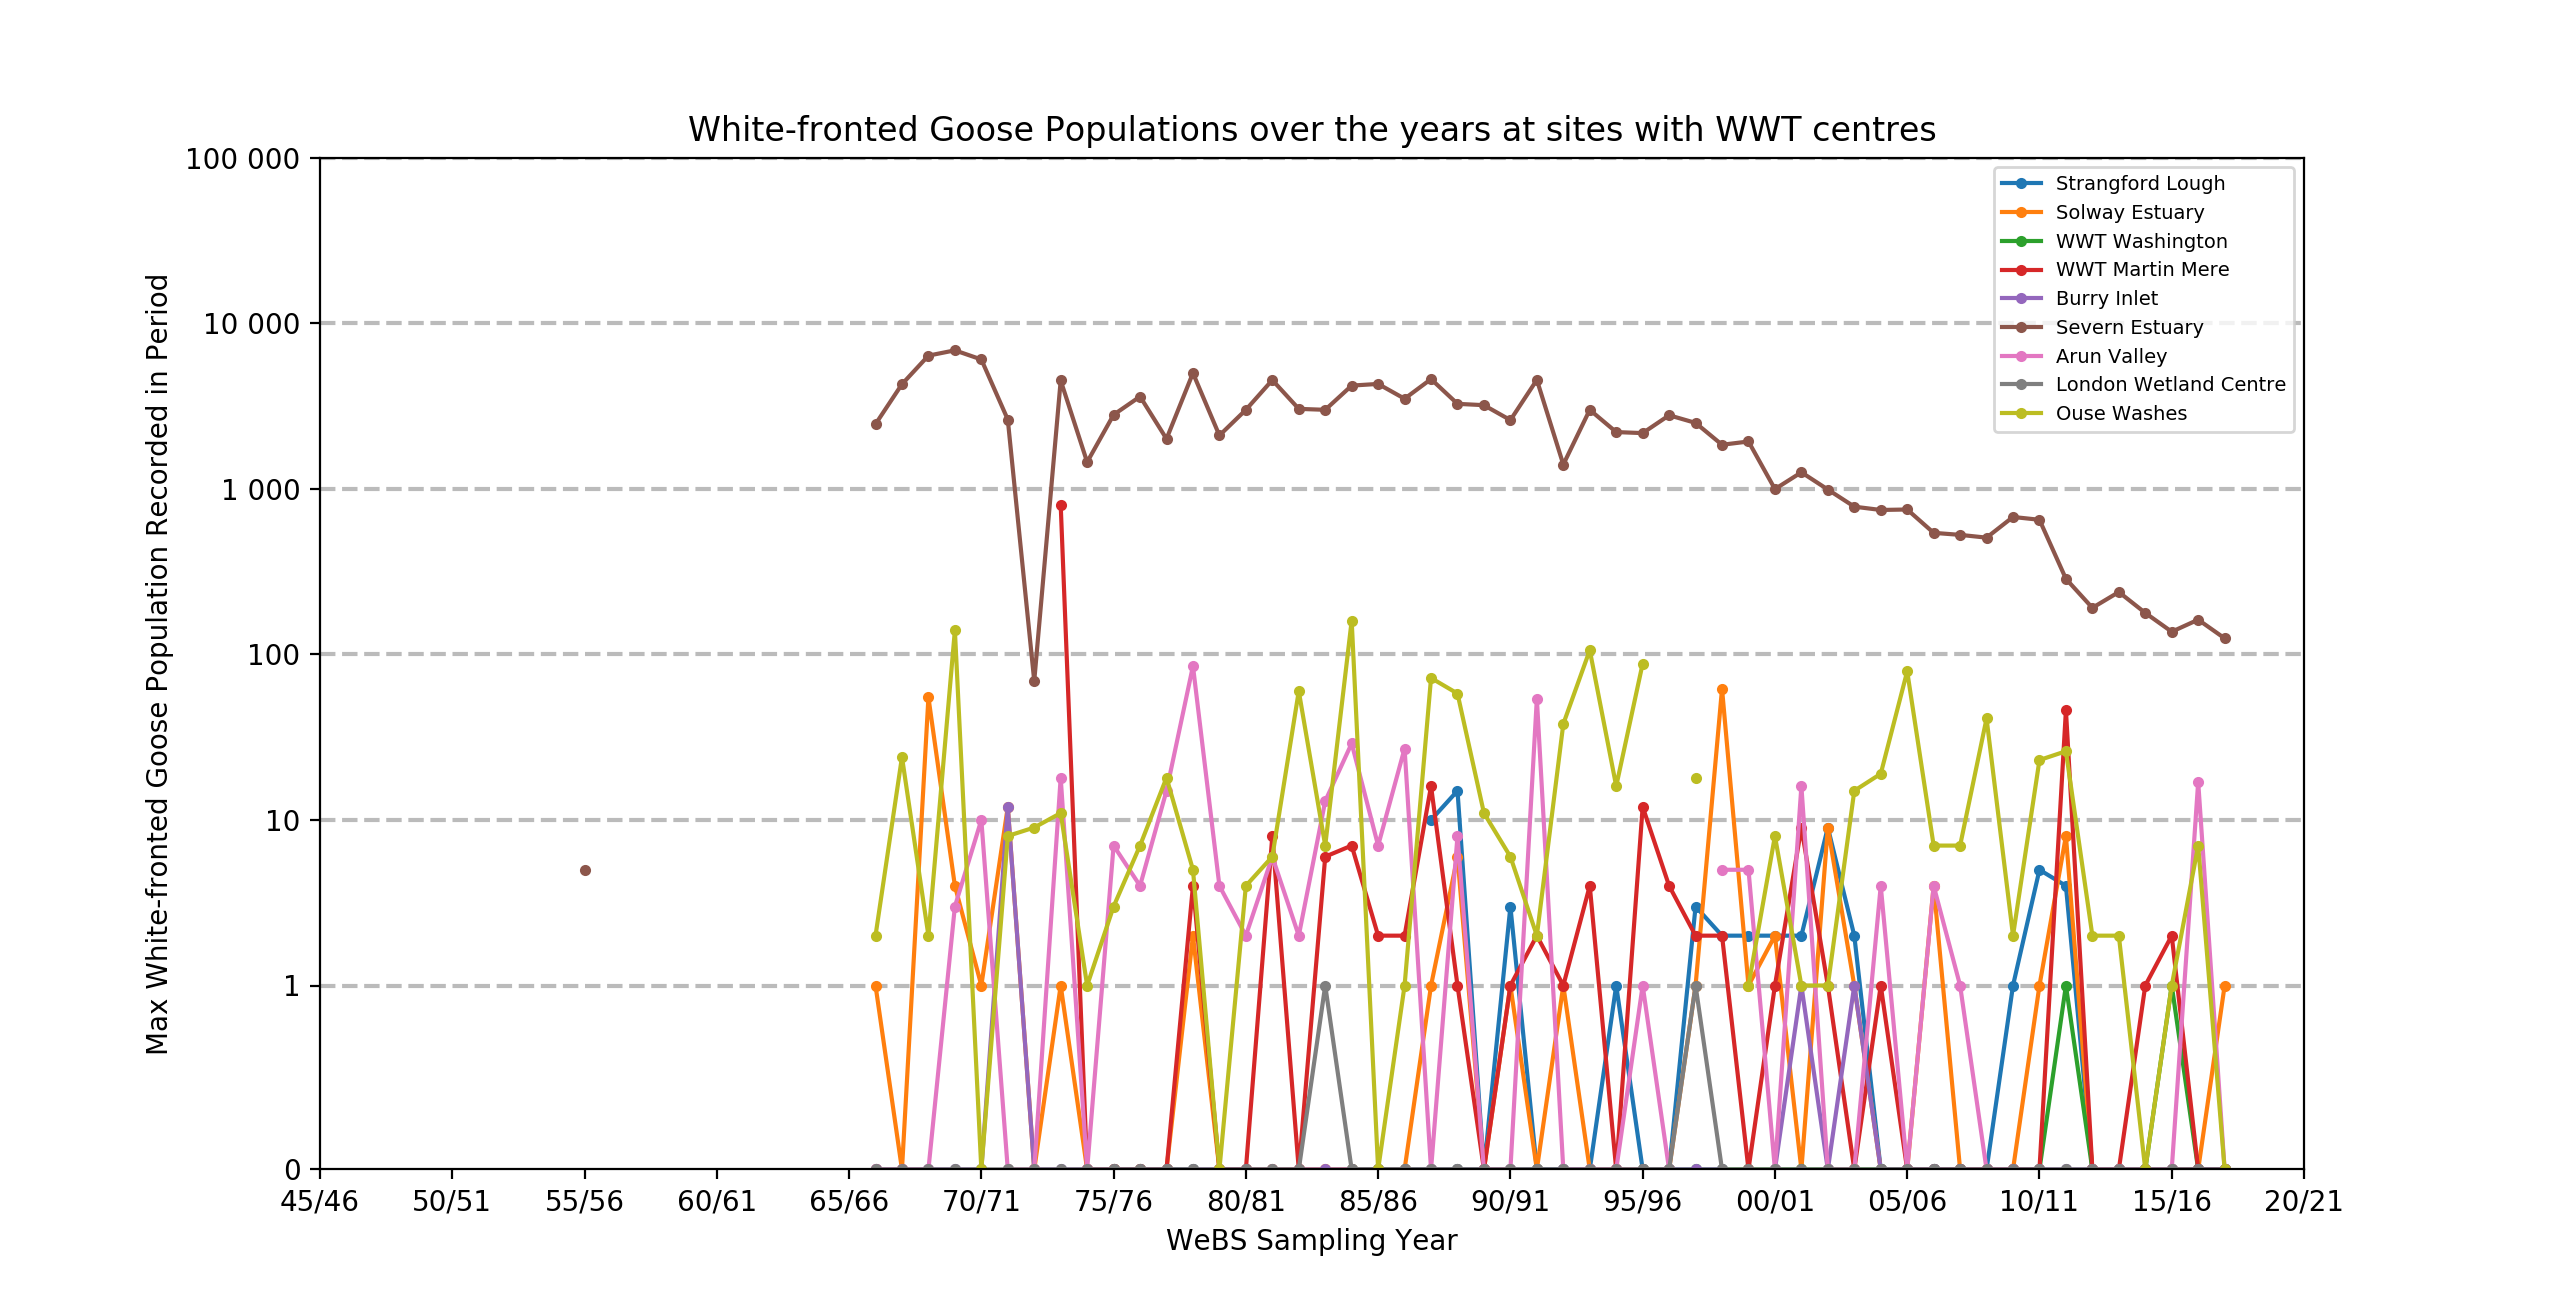 White-fronted Goose Populations over the years at sites with WWT centres
Max White-fronted Goose Population Recorded in Period
100 000
10 000
1 000
100
10
1
0
Strangford Lough
Solway Estuary
WWT Washington
WWT Martin Mere
Burry Inlet
Severn Estuary
Arun Valley
London Wetland Centre
Ouse Washes
45/46 50/51 55/56 60/61 65/66 70/71 75/76 80/81 85/86 90/91 95/96 00/01 05/06 10/11 15/16 20/21
WeBS Sampling Year